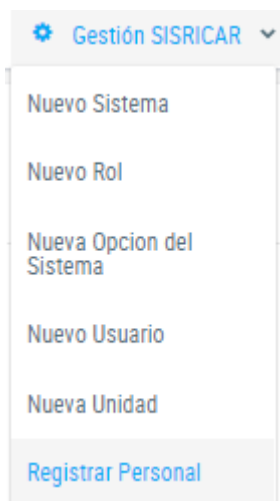 Gestión SISRICAR
Nuevo Sistema
Nuevo Rol
Nueva Opcion del
Sistema
Nuevo Usuario
Nueva Unidad
Registrar Personal